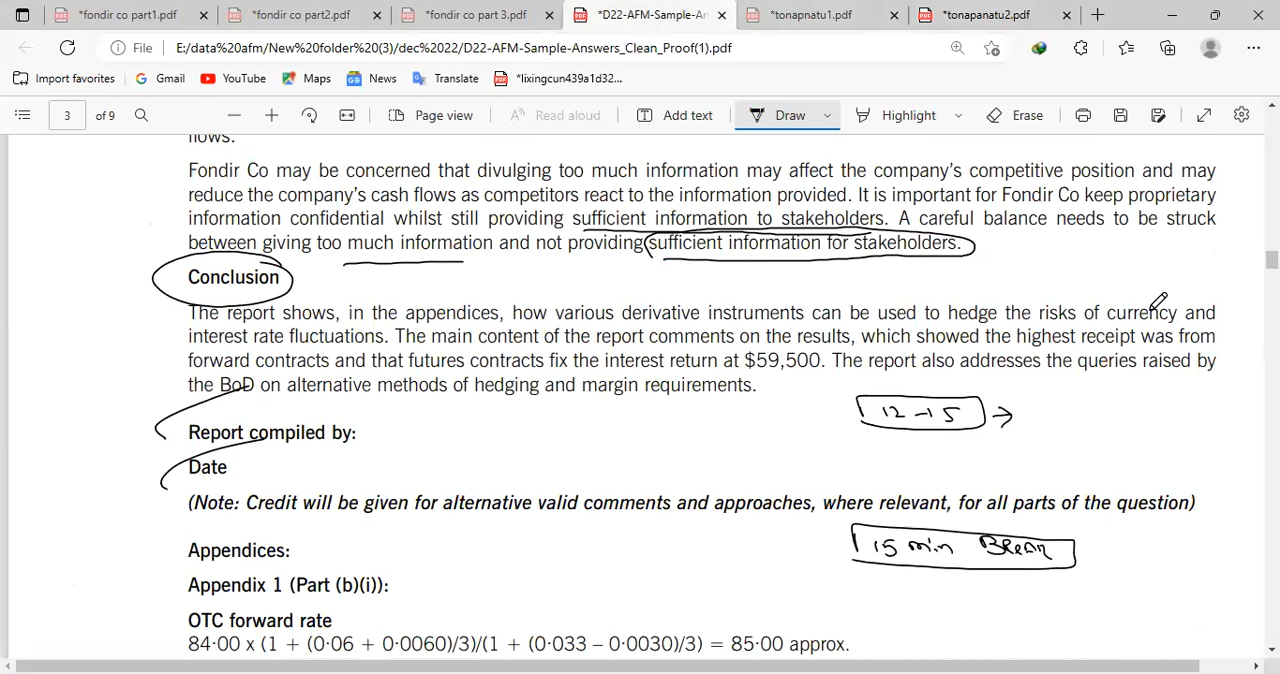 *fondir co part1.pdf
*fondir co part2.pdf
*fondir co part 3.pdf
*D22-AFM-Sample-An
*tonapnatu1.pdf
*tonapanatu2.pdf
File
E:/data%20afm/New%20folder%20(3)/dec%2022/D22-AFM-Sample-Answers_Clean_Proof(1).pdf
Import favorites
Gmail
YouTube
Maps
News
Translate
*lixingcun439a1d32...
3 of 9
Page view
Read aloud
Add text
Draw
Highlight
Erase
flows.
Fondir Co may be concerned that divulging too much information may affect the company's competitive position and may
reduce the company's cash flows as competitors react to the information provided. It is important for Fondir Co keep proprietary
information confidential whilst still providing sufficient information to stakeholders. A careful balance needs to be struck
between giving too much information and not providing sufficient information for stakeholders.
Conclusion
The report shows, in the appendices, how various derivative instruments can be used to hedge the risks of currency and
interest rate fluctuations. The main content of the report comments on the results, which showed the highest receipt was from
forward contracts and that futures contracts fix the interest return at $59,500. The report also addresses the queries raised by
the BoD on alternative methods of hedging and margin requirements.
12-15 →
Report compiled by:
Date
(Note: Credit will be given for alternative valid comments and approaches, where relevant, for all parts of the question)
15 min Break
Appendices:
Appendix 1 (Part (b)(i)):
OTC forward rate
84·00 x (1 + (0·06 + 0·0060)/3)/(1 + (0·033 – 0·0030)/3) = 85·00 approx.